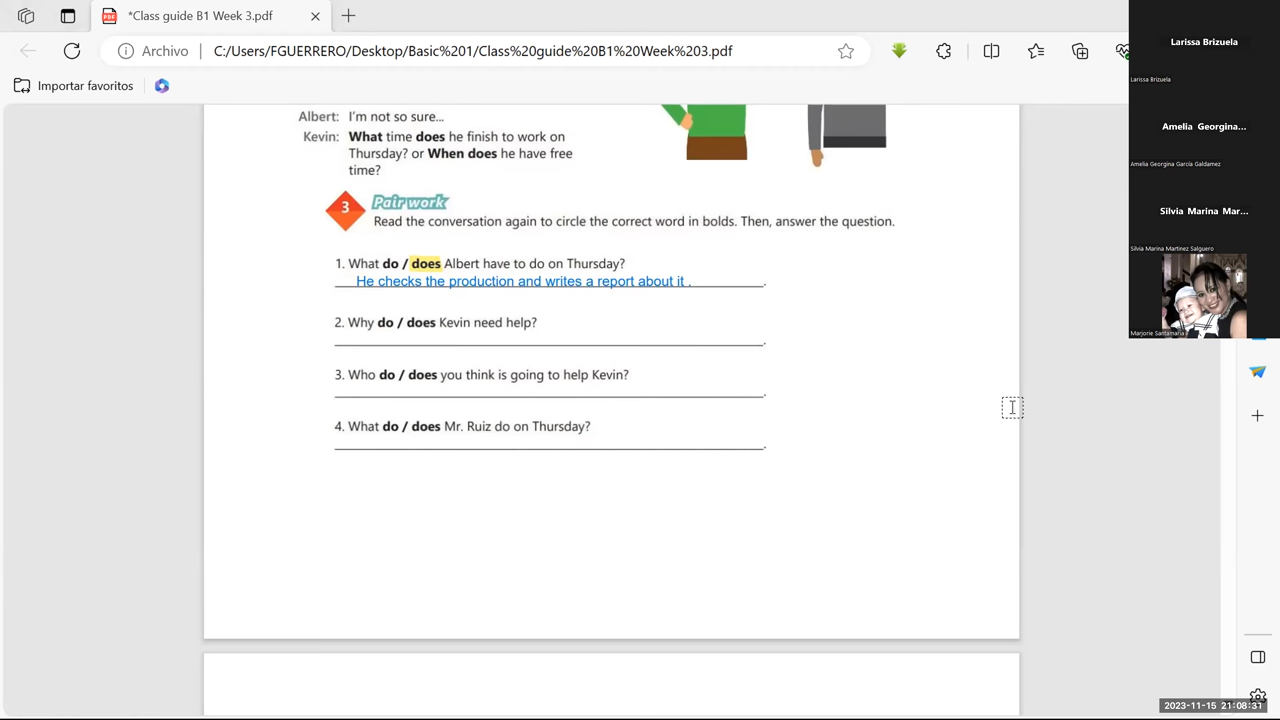 *Class guide B1 Week 3.pdf
Archivo
C:/Users/FGUERRERO/Desktop/Basic%201/Class%20guide%20B1%20Week%203.pdf
Importar favoritos
Albert: I'm not so sure...
Kevin: What time does he finish to work on
Thursday? or When does he have free
time?
3 Pair work
Read the conversation again to circle the correct word in bolds. Then, answer the question.
1. What do / does Albert have to do on Thursday?
He checks the production and writes a report about it .
2. Why do / does Kevin need help?
3. Who do / does you think is going to help Kevin?
4. What do / does Mr. Ruiz do on Thursday?
Larissa Brizuela
Larissa Brizuela
Amelia Georgina...
Amelia Georgina García Galdamez
Silvia Marina Mar...
Silvia Marina Martinez Salguero
Marjorie Santamaria
2023-11-15 21:08:31